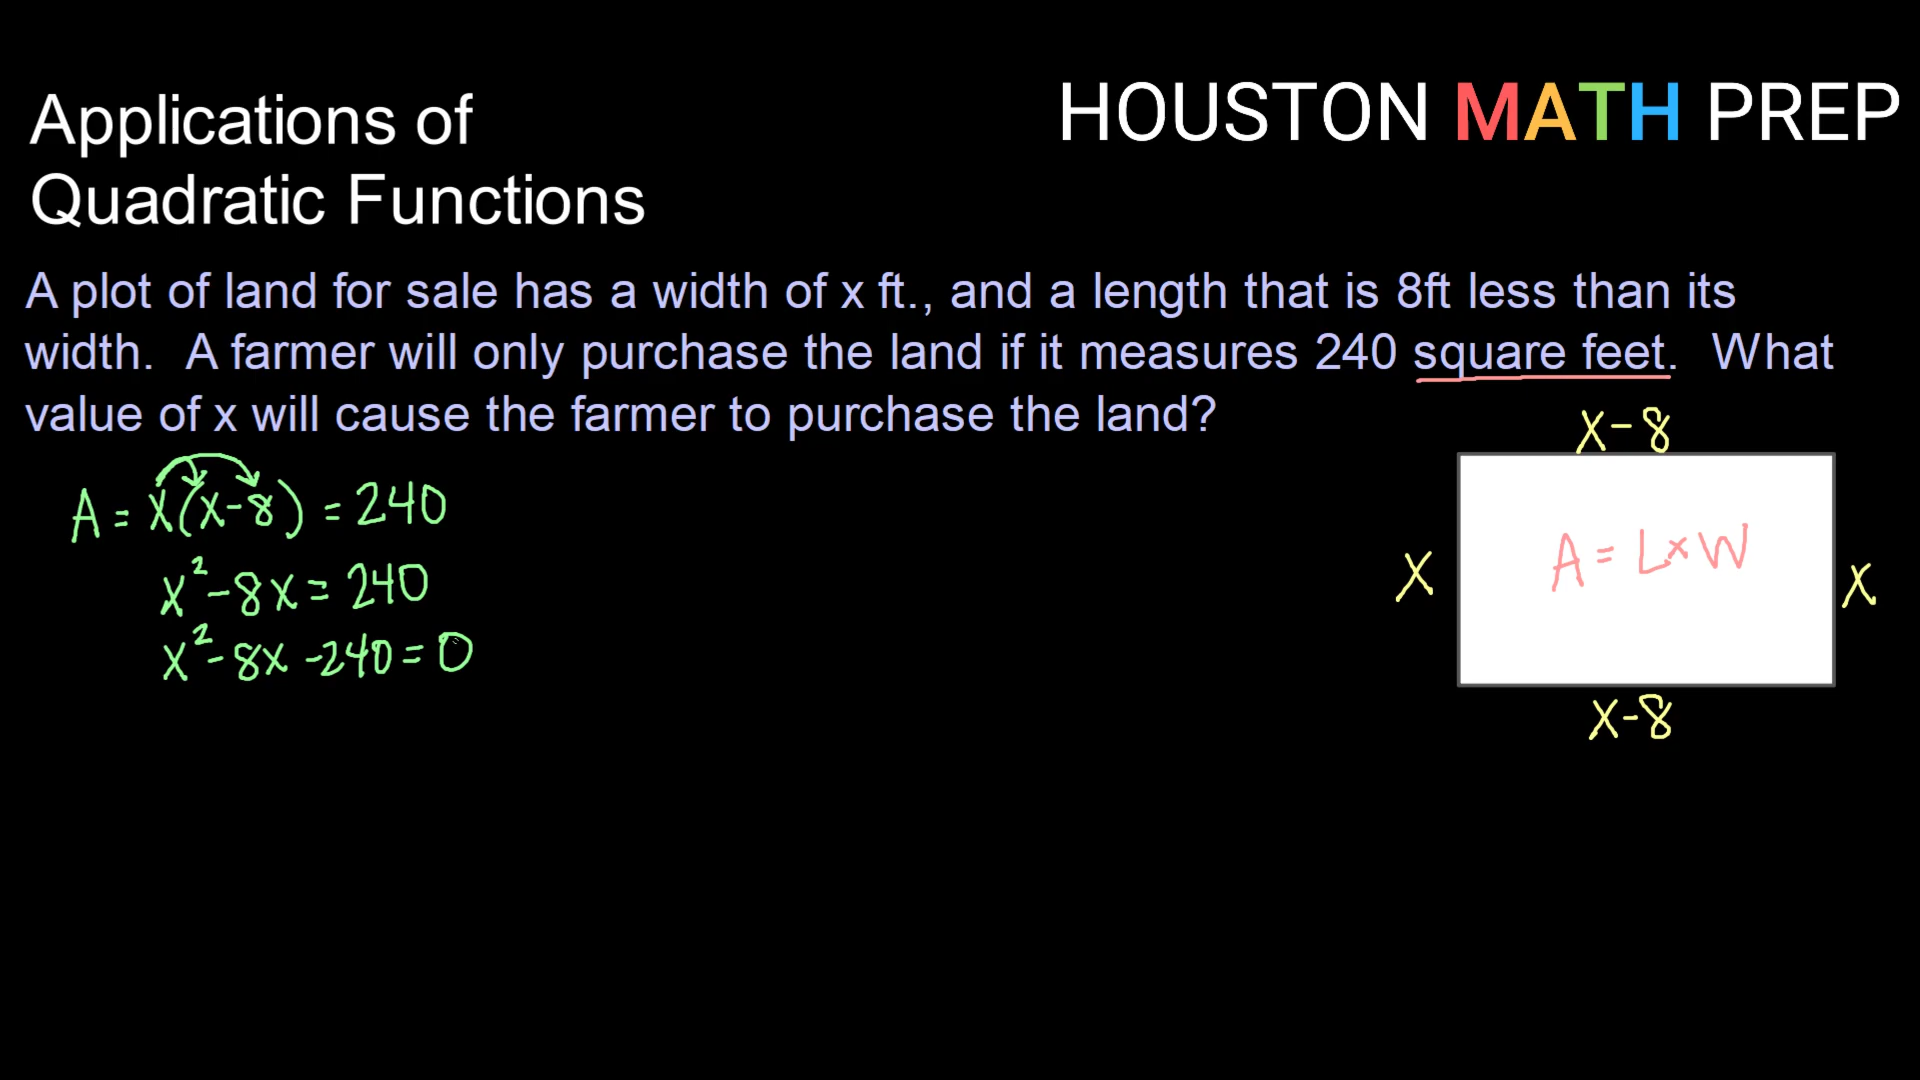 Applications of
Quadratic Functions
HOUSTON MATH PREP
A plot of land for sale has a width of x ft., and a length that is 8ft less than its
width. A farmer will only purchase the land if it measures 240 square feet. What
value of x will cause the farmer to purchase the land?
A = x(x-8) = 240
x² - 8x = 240
x² - 8x - 240 = 0
x-8
x
A = L×W
x
x-8